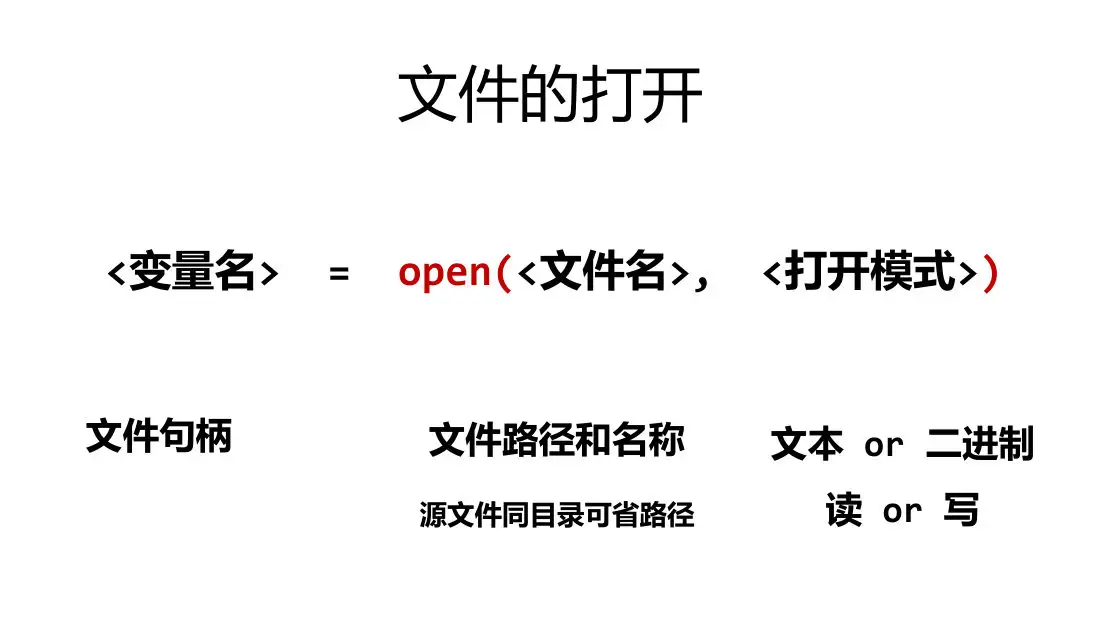 文件的打开
<变量名> = open(<文件名>, <打开模式>)
文件句柄 文件路径和名称 文本 or 二进制
源文件同目录可省路径 读 or 写